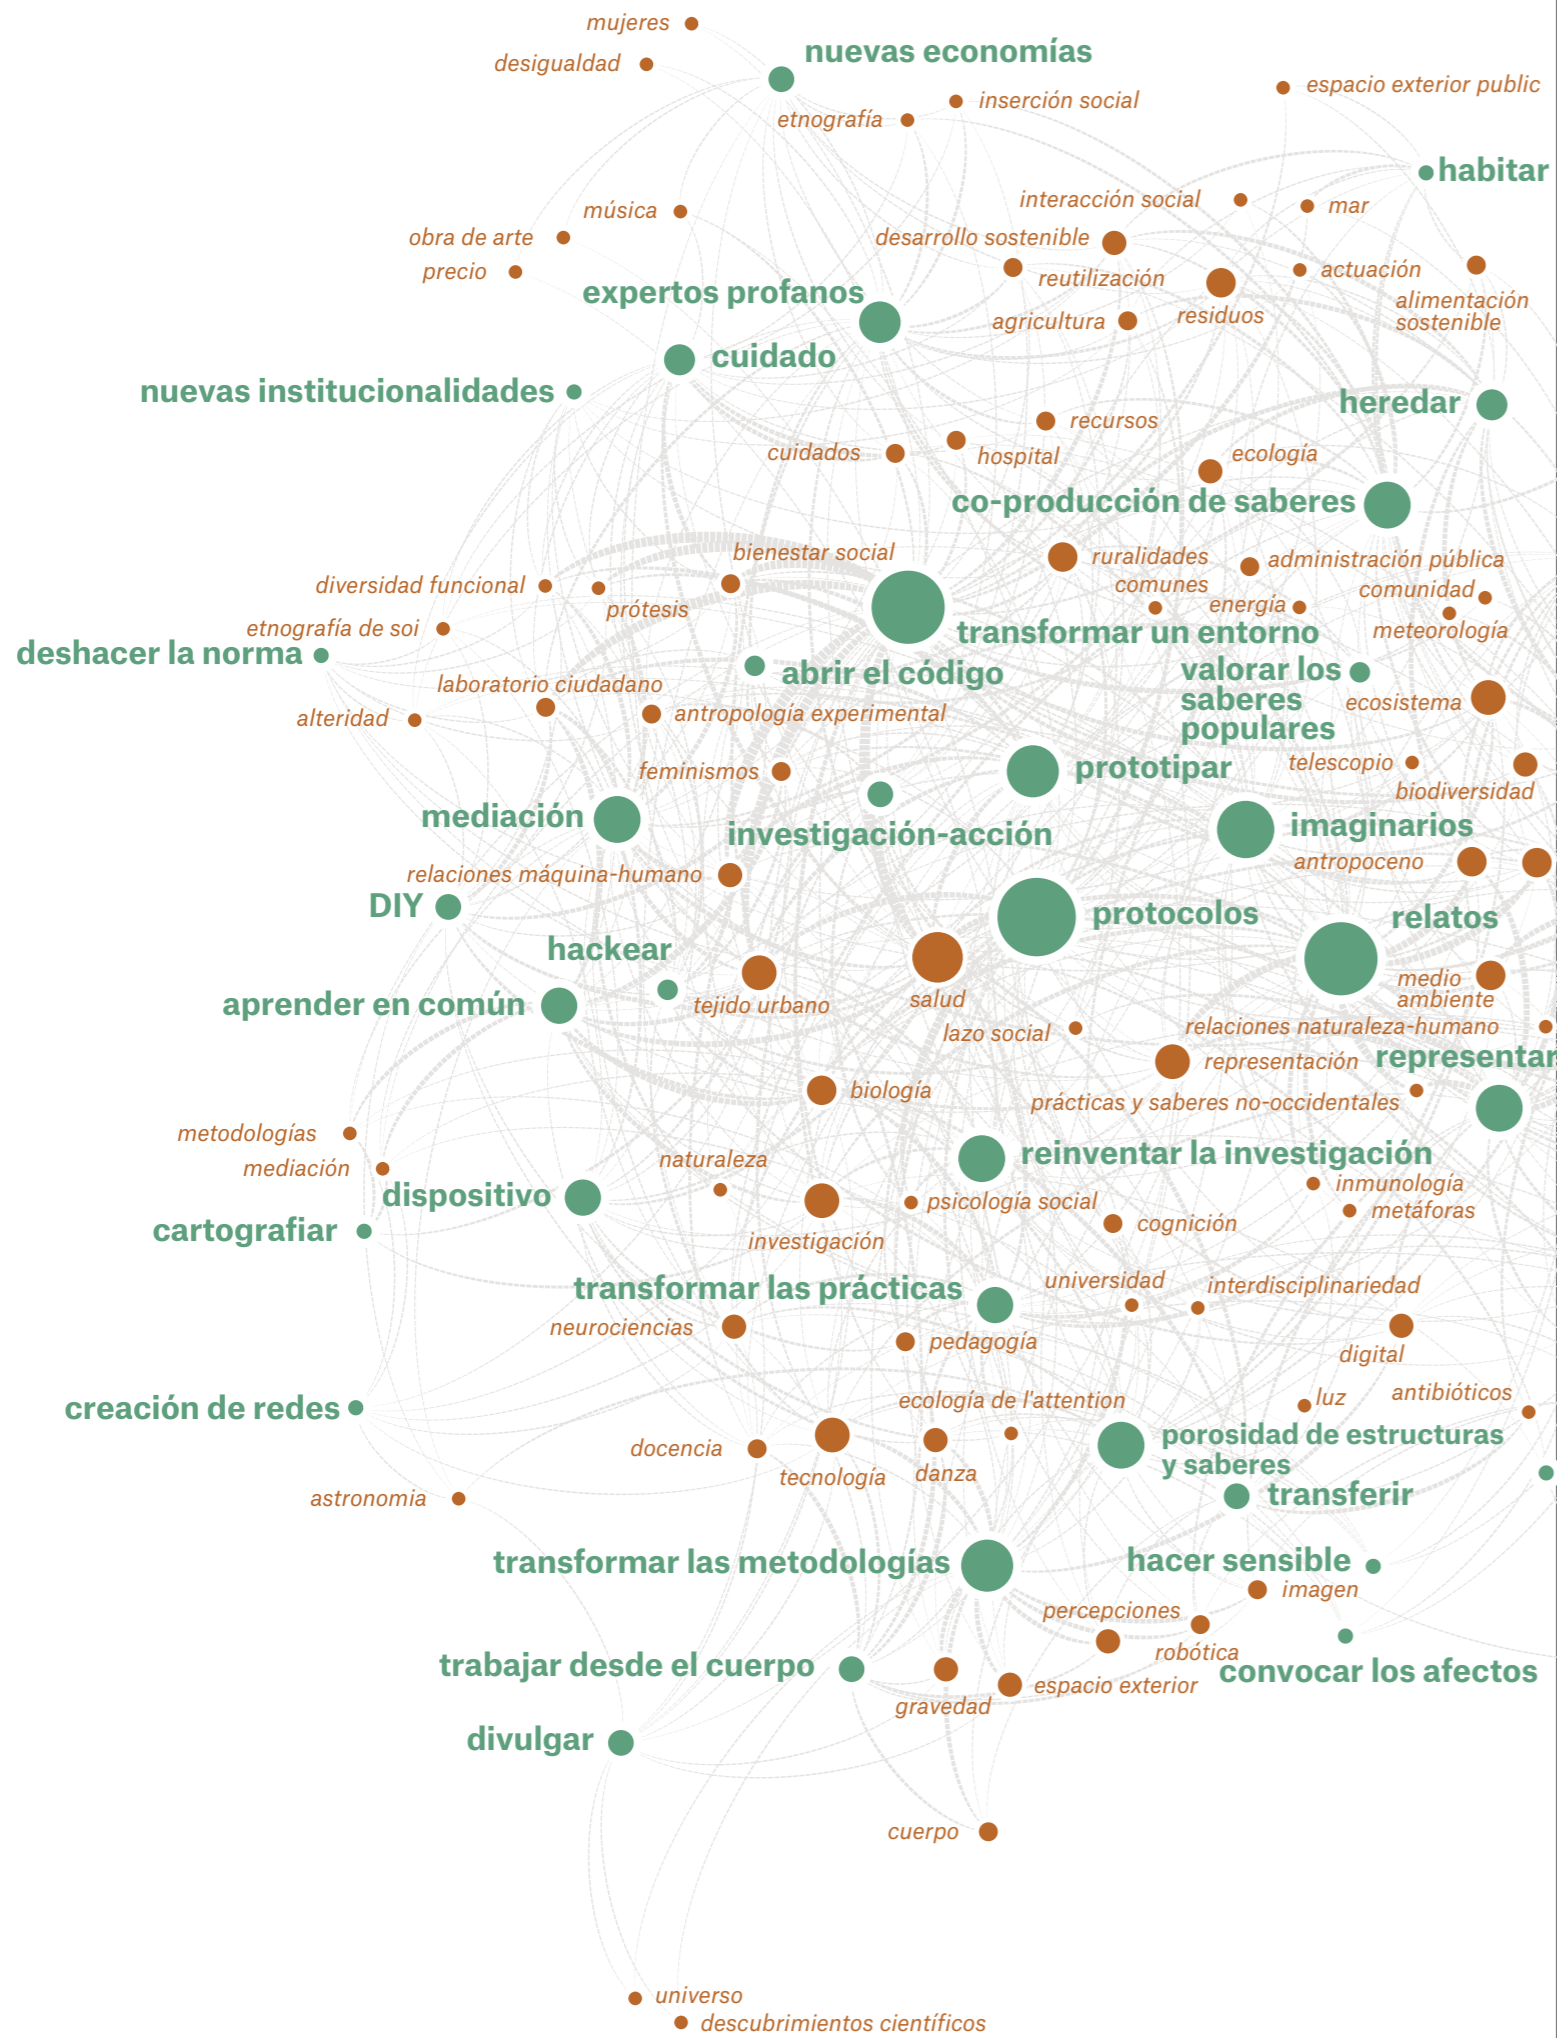 mujeres
nuevas economías
desigualdad
espacio exterior public
inserción social
etnografía
habitar
interacción social
mar
música
obra de arte
desarrollo sostenible
precio
actuación
reutilización
expertos profanos
alimentación
sostenible
residuos
agricultura
cuidado
nuevas institucionalidades
heredar
recursos
cuidados
hospital
ecología
co-producción de saberes
bienestar social
ruralidades
administración pública
diversidad funcional
comunes
comunidad
prótesis
energía
etnografía de soi
meteorología
transformar un entorno
deshacer la norma
abrir el código
valorar los
saberes
populares
laboratorio ciudadano
ecosistema
alteridad
antropología experimental
feminismos
prototipar
telescopio
biodiversidad
mediación
imaginarios
investigación-acción
antropoceno
relaciones máquina-humano
DIY
protocolos
relatos
hackear
medio
ambiente
aprender en común
tejido urbano
salud
lazo social
relaciones naturaleza-humano
representación
representar
biología
prácticas y saberes no-occidentales
metodologías
reinventar la investigación
naturaleza
mediación
inmunología
dispositivo
psicología social
metáforas
cartografiar
cognición
investigación
universidad
interdisciplinariedad
transformar las prácticas
neurociencias
pedagogía
digital
antibióticos
luz
ecología de l'attention
creación de redes
porosidad de estructuras
y saberes
docencia
tecnología
danza
transferir
astronomia
transformar las metodologías
hacer sensible
imagen
percepciones
robótica
trabajar desde el cuerpo
convocar los afectos
espacio exterior
gravedad
divulgar
cuerpo
universo
descubrimientos científicos